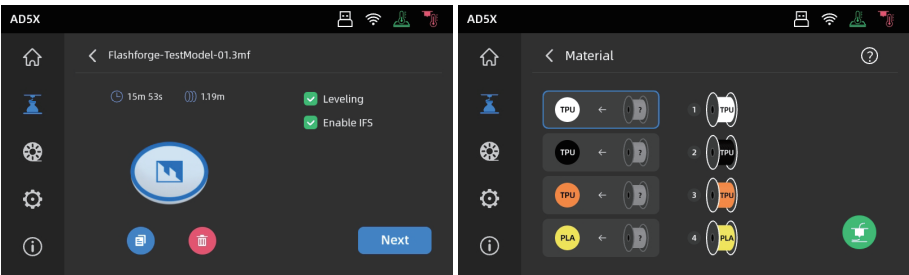 AD5X
Flashforge-TestModel-01.3mf
15m 53s
1.19m
Leveling
Enable IFS
Next
AD5X
Material
?
TPU ← ?
1 TPU
TPU ← ?
2 TPU
TPU ← ?
3 TPU
PLA ← ?
4 PLA